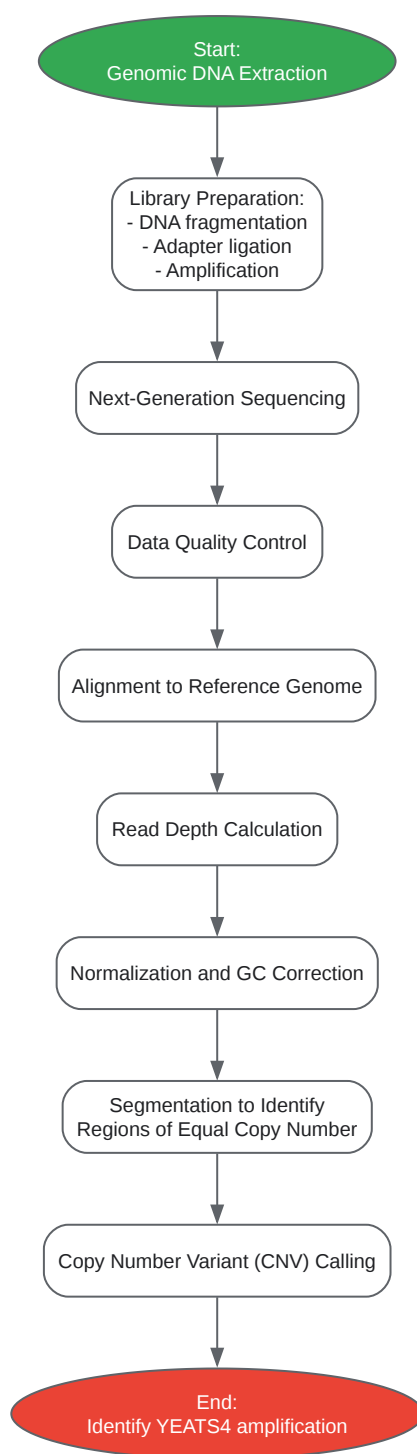 Start:
Genomic DNA Extraction
Library Preparation:
- DNA fragmentation
- Adapter ligation
- Amplification
Next-Generation Sequencing
Data Quality Control
Alignment to Reference Genome
Read Depth Calculation
Normalization and GC Correction
Segmentation to Identify
Regions of Equal Copy Number
Copy Number Variant (CNV) Calling
End:
Identify YEATS4 amplification